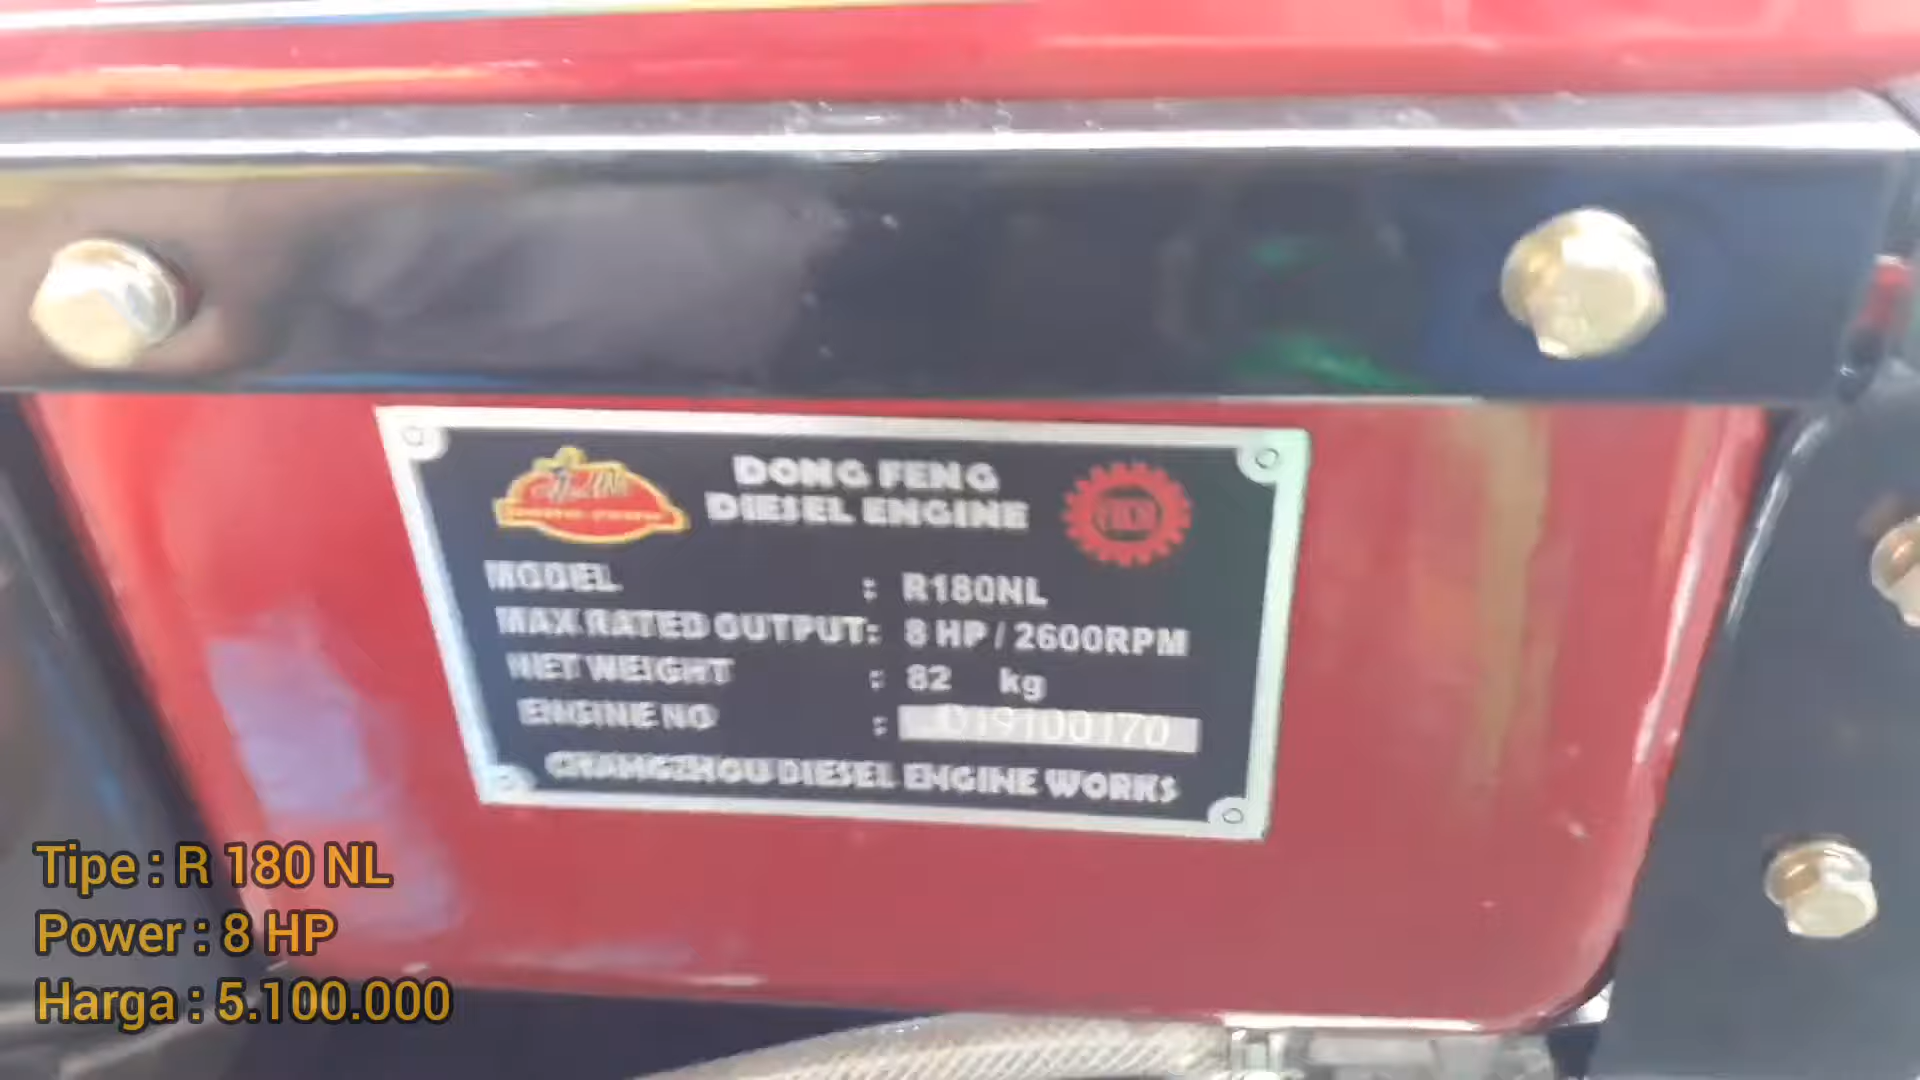 DONG FENG
DIESEL ENGINE
MODEL : R180NL
MAX RATED OUTPUT: 8 HP / 2600RPM
NET WEIGHT : 82 kg
ENGINE NO : D19100170
CHANGZHOU DIESEL ENGINE WORKS
Tipe : R 180 NL
Power : 8 HP
Harga : 5.100.000